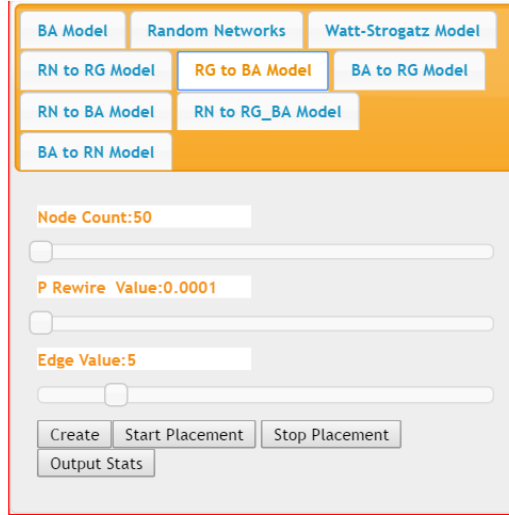 BA Model Random Networks Watt-Strogatz Model
RN to RG Model RG to BA Model BA to RG Model
RN to BA Model RN to RG_BA Model
BA to RN Model
Node Count:50
P Rewire Value:0.0001
Edge Value:5
Create Start Placement Stop Placement
Output Stats